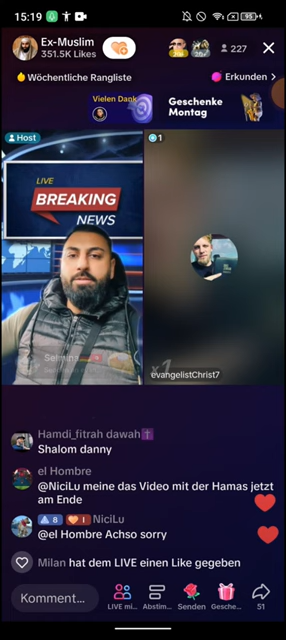 15:19
95
Ex-Muslim
351.5K Likes
227
Wöchentliche Rangliste
Erkunden >
Vielen Dank
Geschenke
Montag
Host
1
LIVE
BREAKING
NEWS
x1
evangelistChrist7
Hamdi_fitrah dawah
Shalom danny
el Hombre
@NiciLu meine das Video mit der Hamas jetzt
am Ende
8 1 NiciLu
@el Hombre Achso sorry
Milan hat dem LIVE einen Like gegeben
Komment...
LIVE mi...
Abstim...
Senden
Gesche...
51